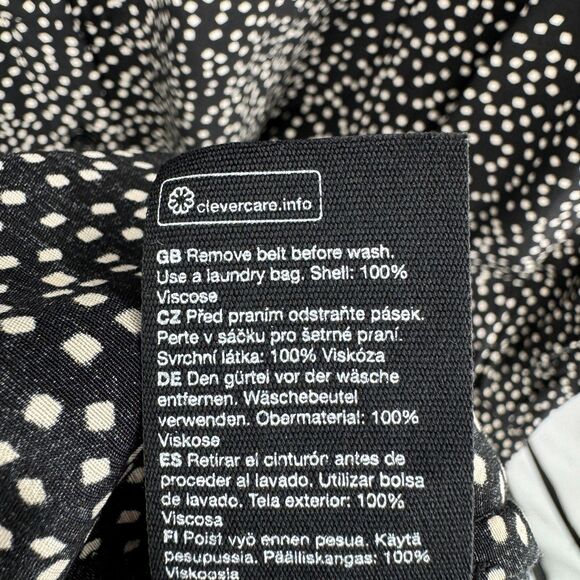 clevercare.info
GB Remove belt before wash.
Use a laundry bag. Shell: 100%
Viscose
CZ Před praním odstraňte pásek.
Perte v sáčku pro šetrné praní.
Svrchní látka: 100% Viskóza
DE Den gürtel vor der wäsche
entfernen. Wäschebeutel
verwenden. Obermaterial: 100%
Viskose
ES Retirar el cinturón antes de
proceder al lavado. Utilizar bolsa
de lavado. Tela exterior: 100%
Viscosa
FI Poist vyö ennen pesua. Käytä
pesupussia. Päälliskangas: 100%
Viskoosia